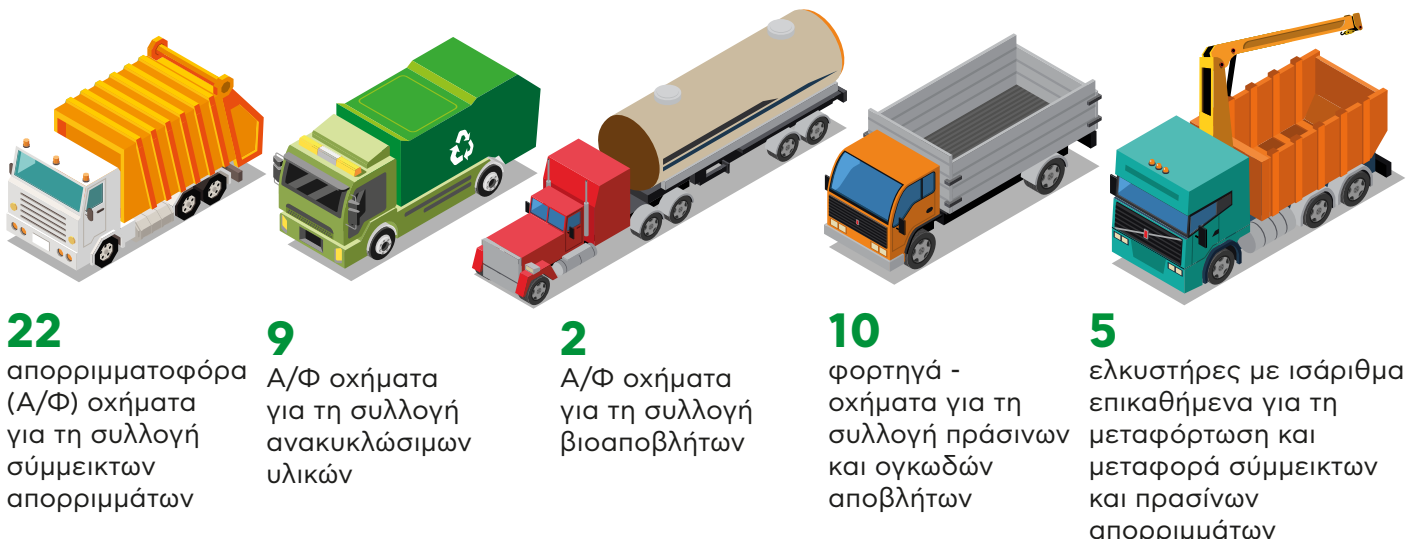 22
απορριμματοφόρα
(Α/Φ) οχήματα
για τη συλλογή
σύμμεικτων
απορριμμάτων
9
Α/Φ οχήματα
για τη συλλογή
ανακυκλώσιμων
υλικών
2
Α/Φ οχήματα
για τη συλλογή
βιοαποβλήτων
10
φορτηγά -
οχήματα για τη
συλλογή πράσινων
και ογκωδών
αποβλήτων
5
ελκυστήρες με ισάριθμα
επικαθήμενα για τη
μεταφόρτωση και
μεταφορά σύμμεικτων
και πρασίνων
απορριμμάτων